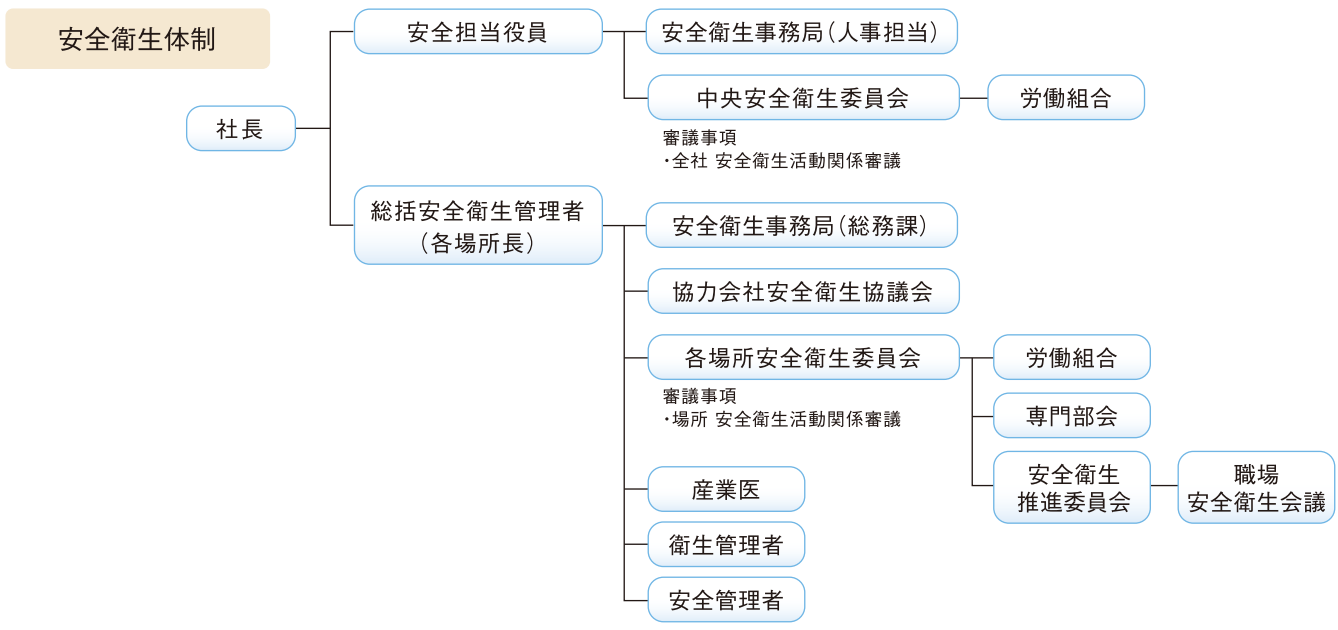 安全衛生体制
社長
安全担当役員
安全衛生事務局（人事担当）
中央安全衛生委員会
労働組合
審議事項
・全社 安全衛生活動関係審議
総括安全衛生管理者
（各場所長）
安全衛生事務局（総務課）
協力会社安全衛生協議会
各場所安全衛生委員会
労働組合
審議事項
・場所 安全衛生活動関係審議
専門部会
安全衛生
推進委員会
職場
安全衛生会議
産業医
衛生管理者
安全管理者